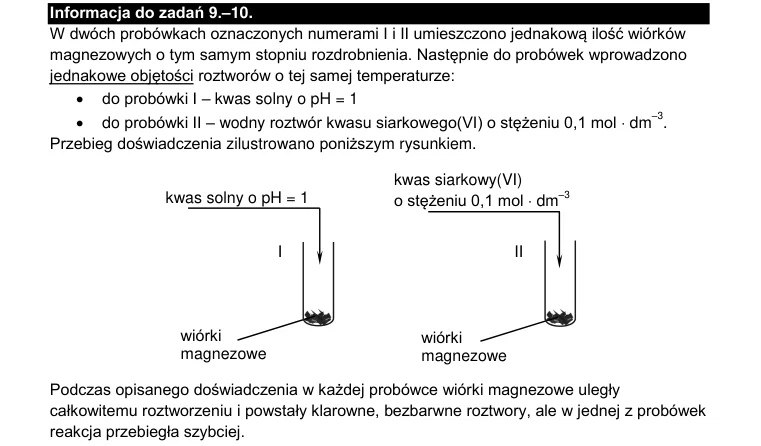 Informacja do zadań 9.–10.
W dwóch probówkach oznaczonych numerami I i II umieszczono jednakową ilość wiórków
magnezowych o tym samym stopniu rozdrobnienia. Następnie do probówek wprowadzono
jednakowe objętości roztworów o tej samej temperaturze:
• do probówki I – kwas solny o pH = 1
• do probówki II – wodny roztwór kwasu siarkowego(VI) o stężeniu 0,1 mol · dm⁻³.
Przebieg doświadczenia zilustrowano poniższym rysunkiem.
kwas solny o pH = 1
kwas siarkowy(VI)
o stężeniu 0,1 mol · dm⁻³
I
II
wiórki
magnezowe
wiórki
magnezowe
Podczas opisanego doświadczenia w każdej probówce wiórki magnezowe uległy
całkowitemu roztworzeniu i powstały klarowne, bezbarwne roztwory, ale w jednej z probówek
reakcja przebiegła szybciej.